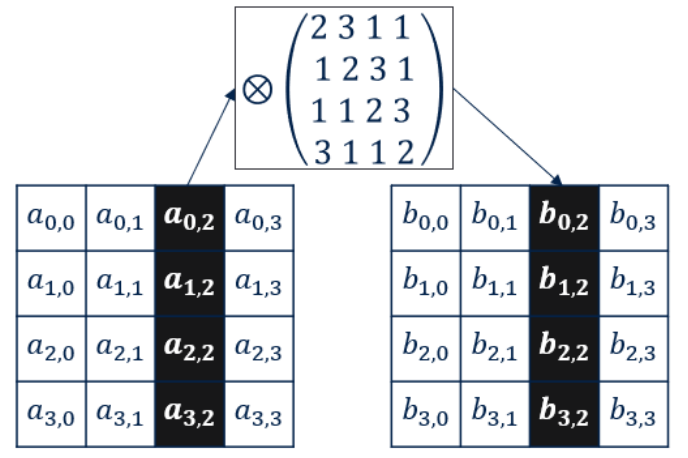 ⊗ 2 3 1 1
1 2 3 1
1 1 2 3
3 1 1 2
a0,0 a0,1 a0,2 a0,3
a1,0 a1,1 a1,2 a1,3
a2,0 a2,1 a2,2 a2,3
a3,0 a3,1 a3,2 a3,3
b0,0 b0,1 b0,2 b0,3
b1,0 b1,1 b1,2 b1,3
b2,0 b2,1 b2,2 b2,3
b3,0 b3,1 b3,2 b3,3